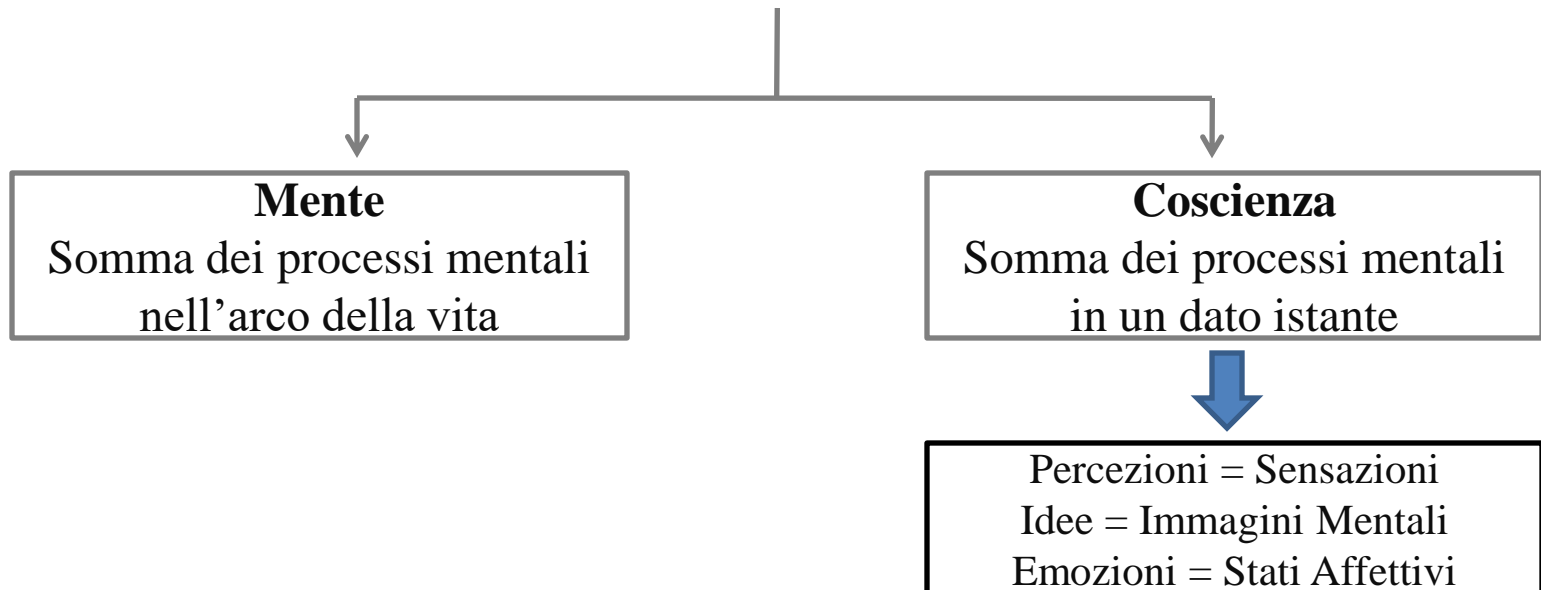 Mente
Somma dei processi mentali
nell’arco della vita
Coscienza
Somma dei processi mentali
in un dato istante
Percezioni = Sensazioni
Idee = Immagini Mentali
Emozioni = Stati Affettivi